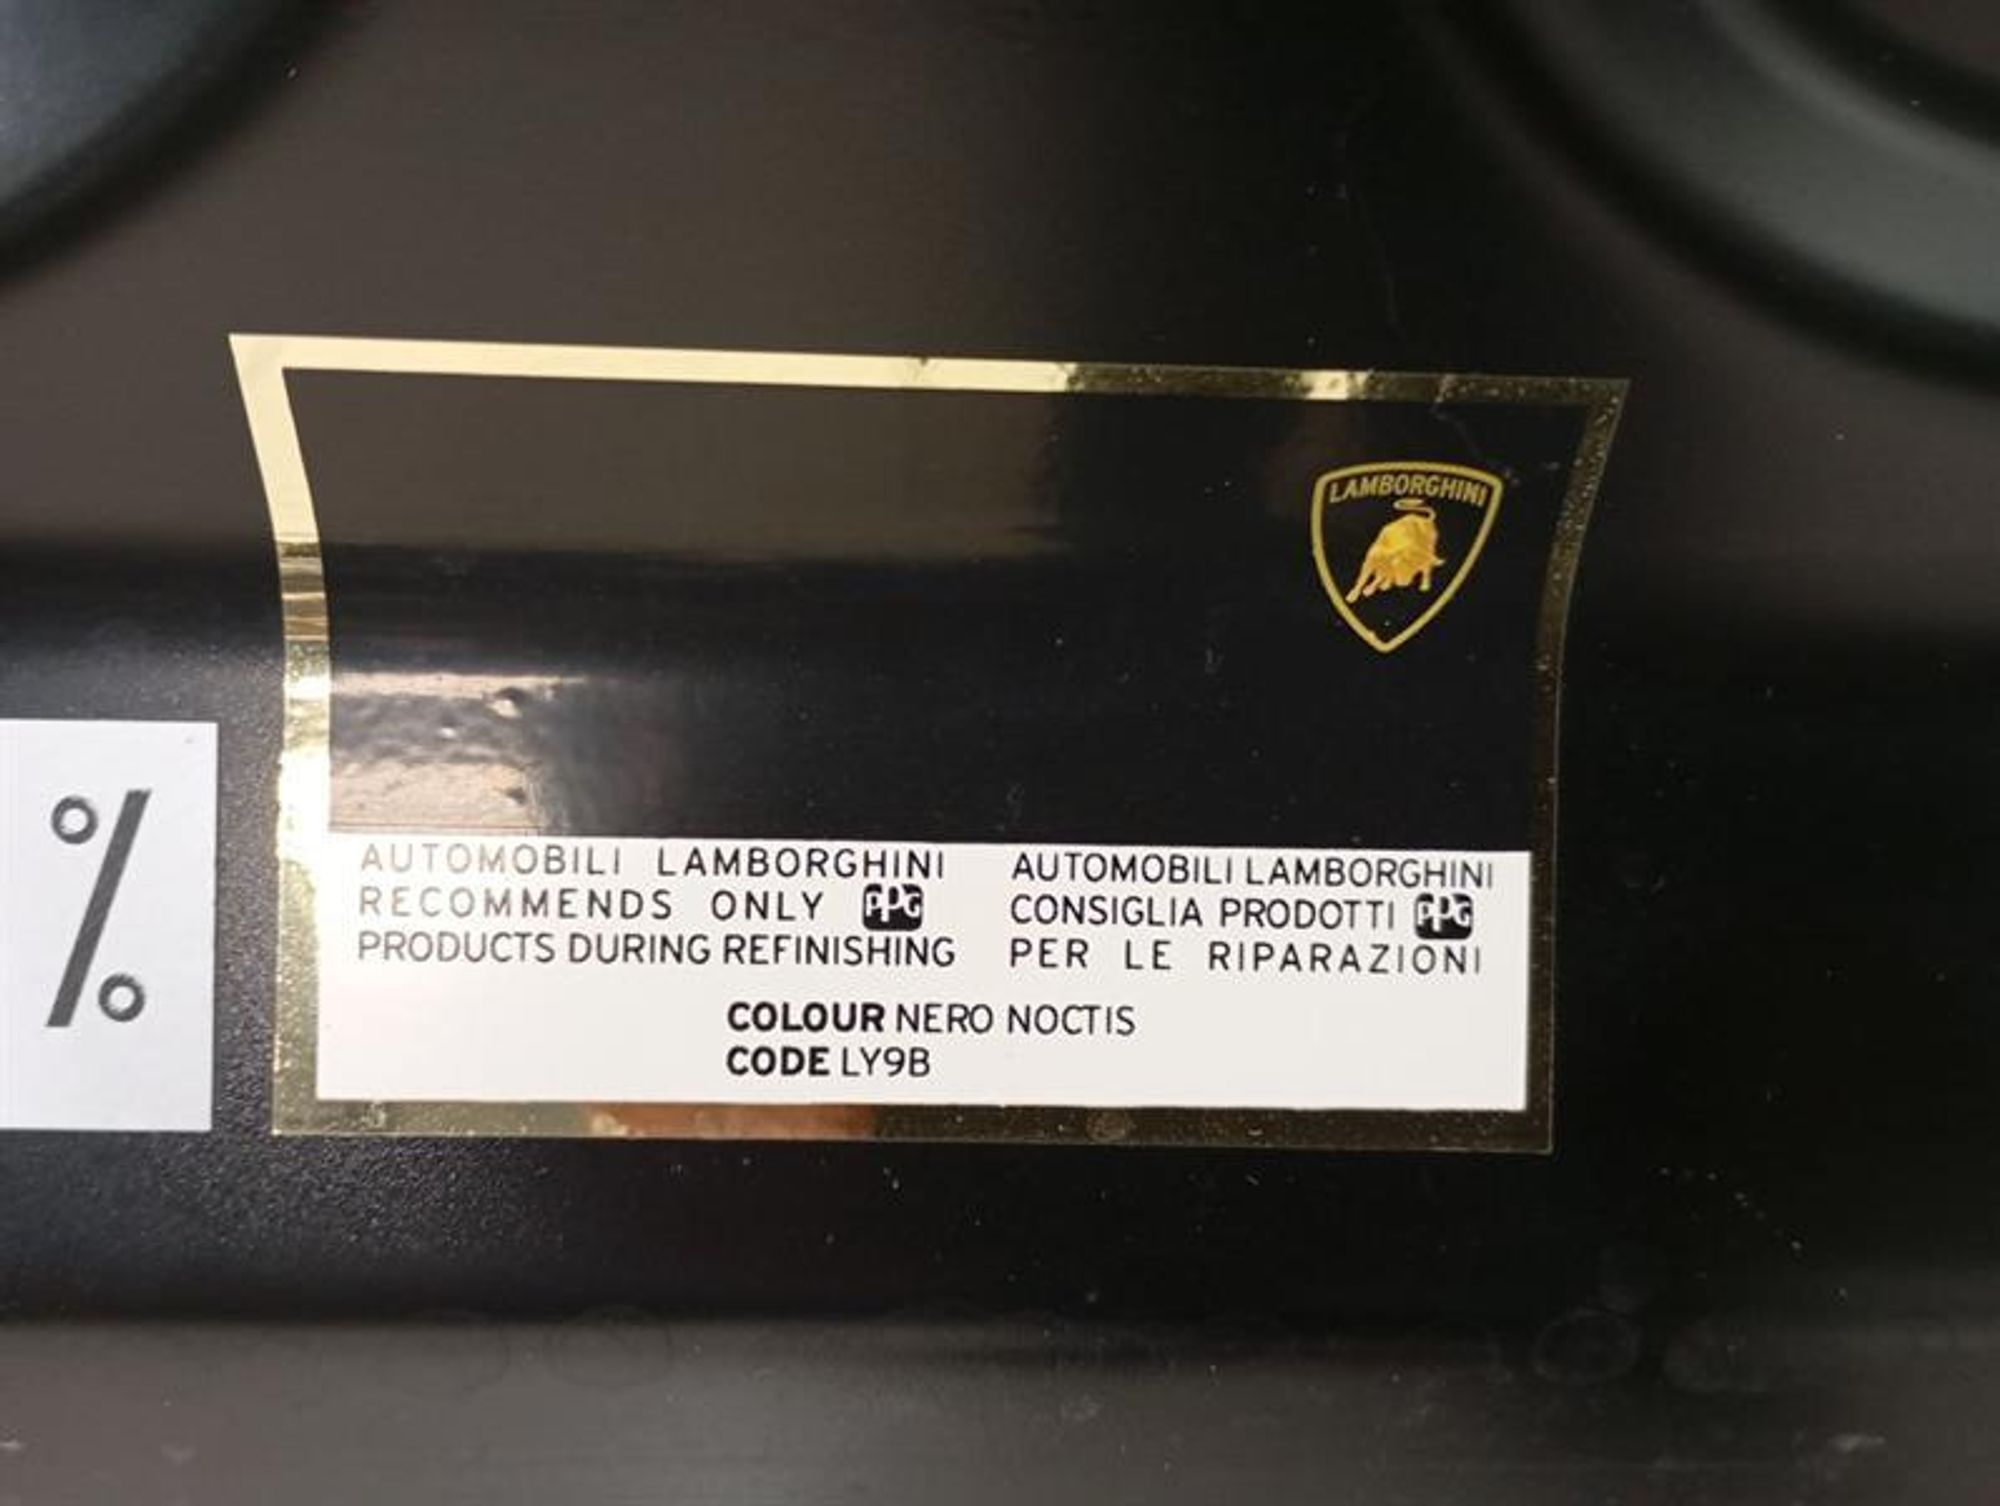 LAMBORGHINI
%
AUTOMOBILI LAMBORGHINI
RECOMMENDS ONLY PPG
PRODUCTS DURING REFINISHING
AUTOMOBILI LAMBORGHINI
CONSIGLIA PRODOTTI PPG
PER LE RIPARAZIONI
COLOUR NERO NOCTIS
CODE LY9B